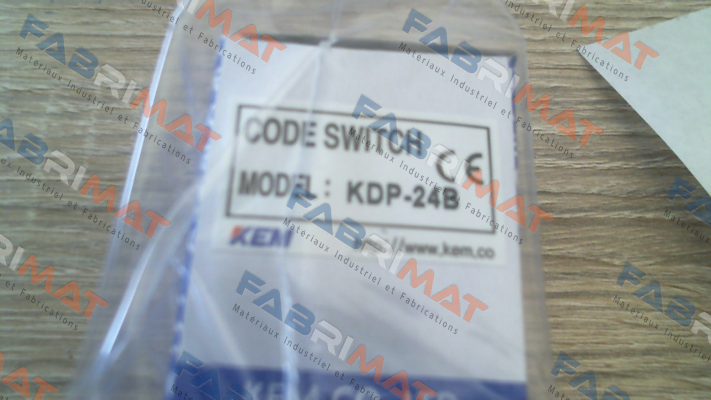 CODE SWITCH CE
MODEL : KDP-24B
KEM //www.kem.co
FABRIMAT
Materiaux Industriel et Fabrications